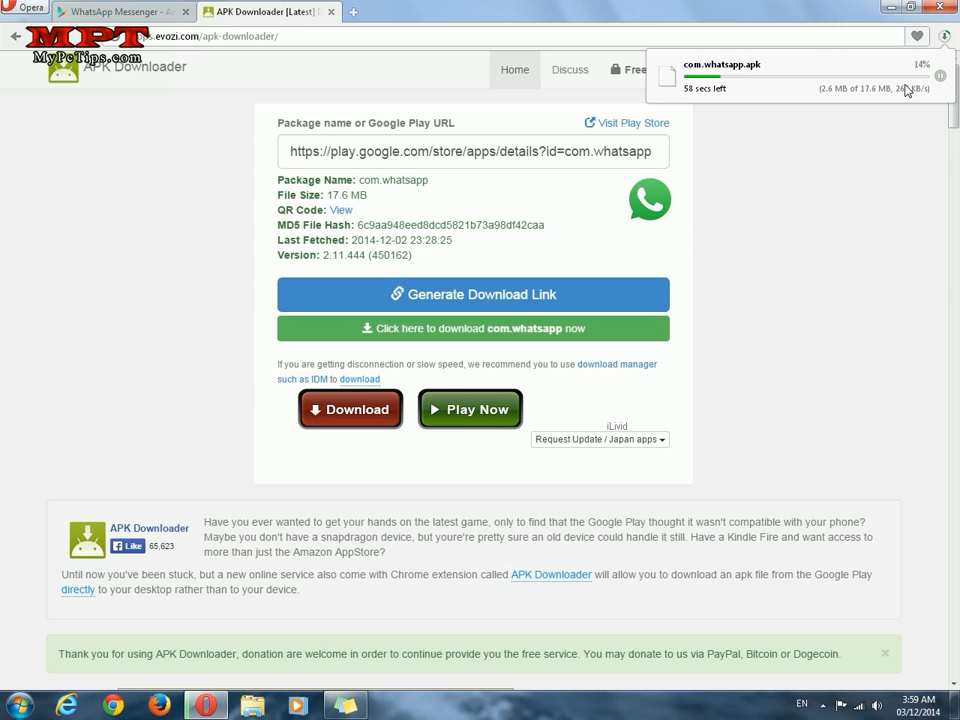 Opera
WhatsApp Messenger - A
APK Downloader [Latest] D
MPT
MyPcTips.com
.evozi.com/apk-downloader/
APK Downloader
Home
Discuss
Free
com.whatsapp.apk
14%
58 secs left
(2.6 MB of 17.6 MB, KB/s)
Package name or Google Play URL
Visit Play Store
https://play.google.com/store/apps/details?id=com.whatsapp
Package Name: com.whatsapp
File Size: 17.6 MB
QR Code: View
MD5 File Hash: 6c9aa948eed8dcd5821b73a98df42caa
Last Fetched: 2014-12-02 23:28:25
Version: 2.11.444 (450162)
Generate Download Link
Click here to download com.whatsapp now
If you are getting disconnection or slow speed, we recommend you to use download manager
such as IDM to download
Download
Play Now
iLivid
Request Update / Japan apps
APK Downloader
Like
65,623
Have you ever wanted to get your hands on the latest game, only to find that the Google Play thought it wasn't compatible with your phone?
Maybe you don't have a snapdragon device, but youre're pretty sure an old device could handle it still. Have a Kindle Fire and want access to
more than just the Amazon AppStore?
Until now you've been stuck, but a new online service also come with Chrome extension called APK Downloader will allow you to download an apk file from the Google Play
directly to your desktop rather than to your device.
Thank you for using APK Downloader, donation are welcome in order to continue provide you the free service. You may donate to us via PayPal, Bitcoin or Dogecoin.
EN
3:59 AM
03/12/2014